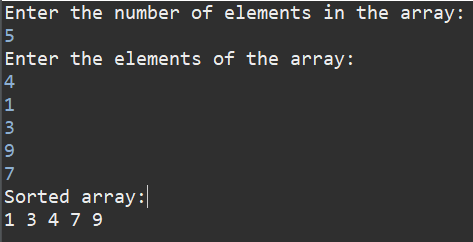 Enter the number of elements in the array:
5
Enter the elements of the array:
4
1
3
9
7
Sorted array:
1 3 4 7 9